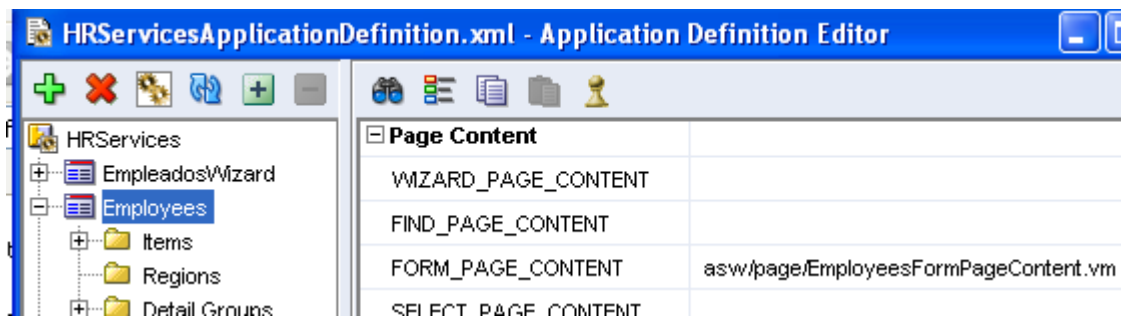 HRServicesApplicationDefinition.xml - Application Definition Editor
HRServices
EmpleadosWizard
Employees
Items
Regions
Detail Groups
Page Content
WIZARD_PAGE_CONTENT
FIND_PAGE_CONTENT
FORM_PAGE_CONTENT asw/page/EmployeesFormPageContent.vm
SELECT_PAGE_CONTENT